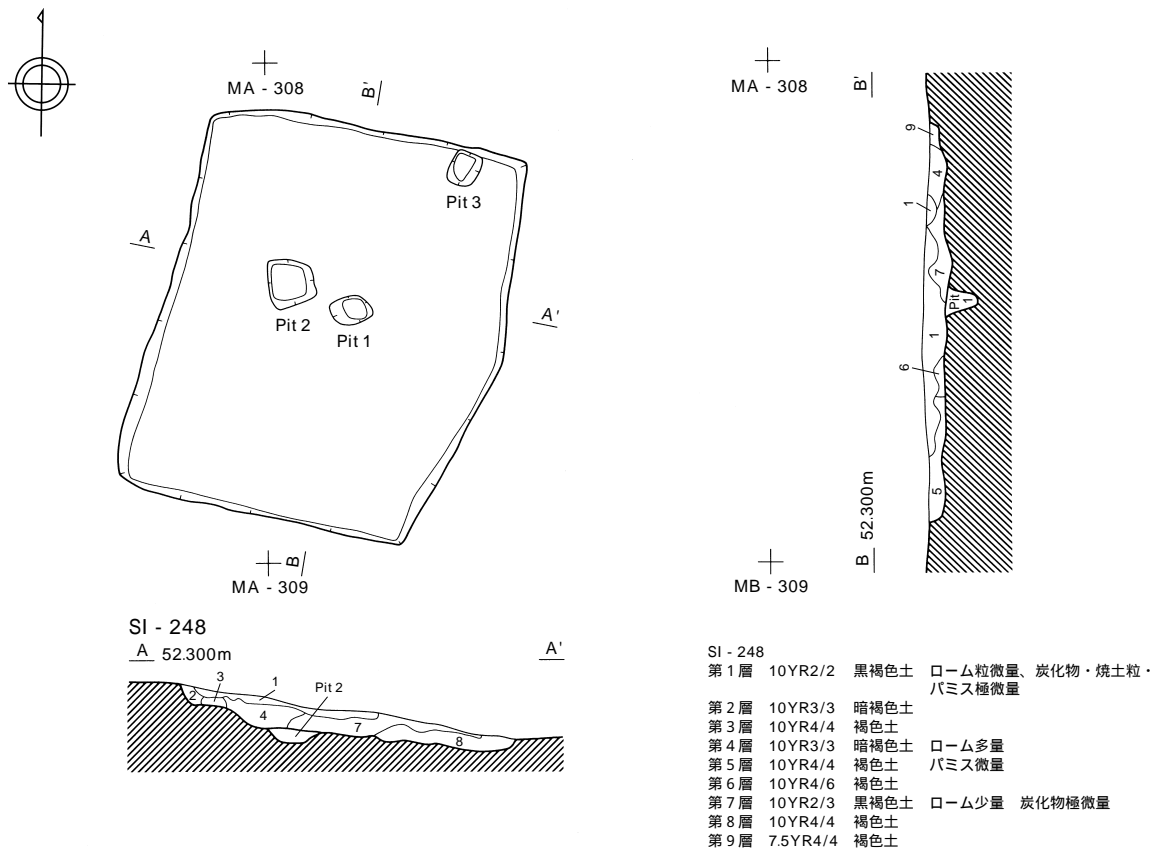 MA - 308
B'
Pit 3
A
Pit 2
Pit 1
A'
B
MA - 309
MA - 308
B'
9
4
1
7
Pit 1
1
6
5
B 52.300m
MB - 309
SI - 248
A 52.300m
A'
2
3
1
Pit 2
4
7
8
SI - 248
第1層 10YR2/2 黒褐色土 ローム粒微量、炭化物・焼土粒・
パミス極微量
第2層 10YR3/3 暗褐色土
第3層 10YR4/4 褐色土
第4層 10YR3/3 暗褐色土 ローム多量
第5層 10YR4/4 褐色土 パミス微量
第6層 10YR4/6 褐色土
第7層 10YR2/3 黒褐色土 ローム少量 炭化物極微量
第8層 10YR4/4 褐色土
第9層 7.5YR4/4 褐色土